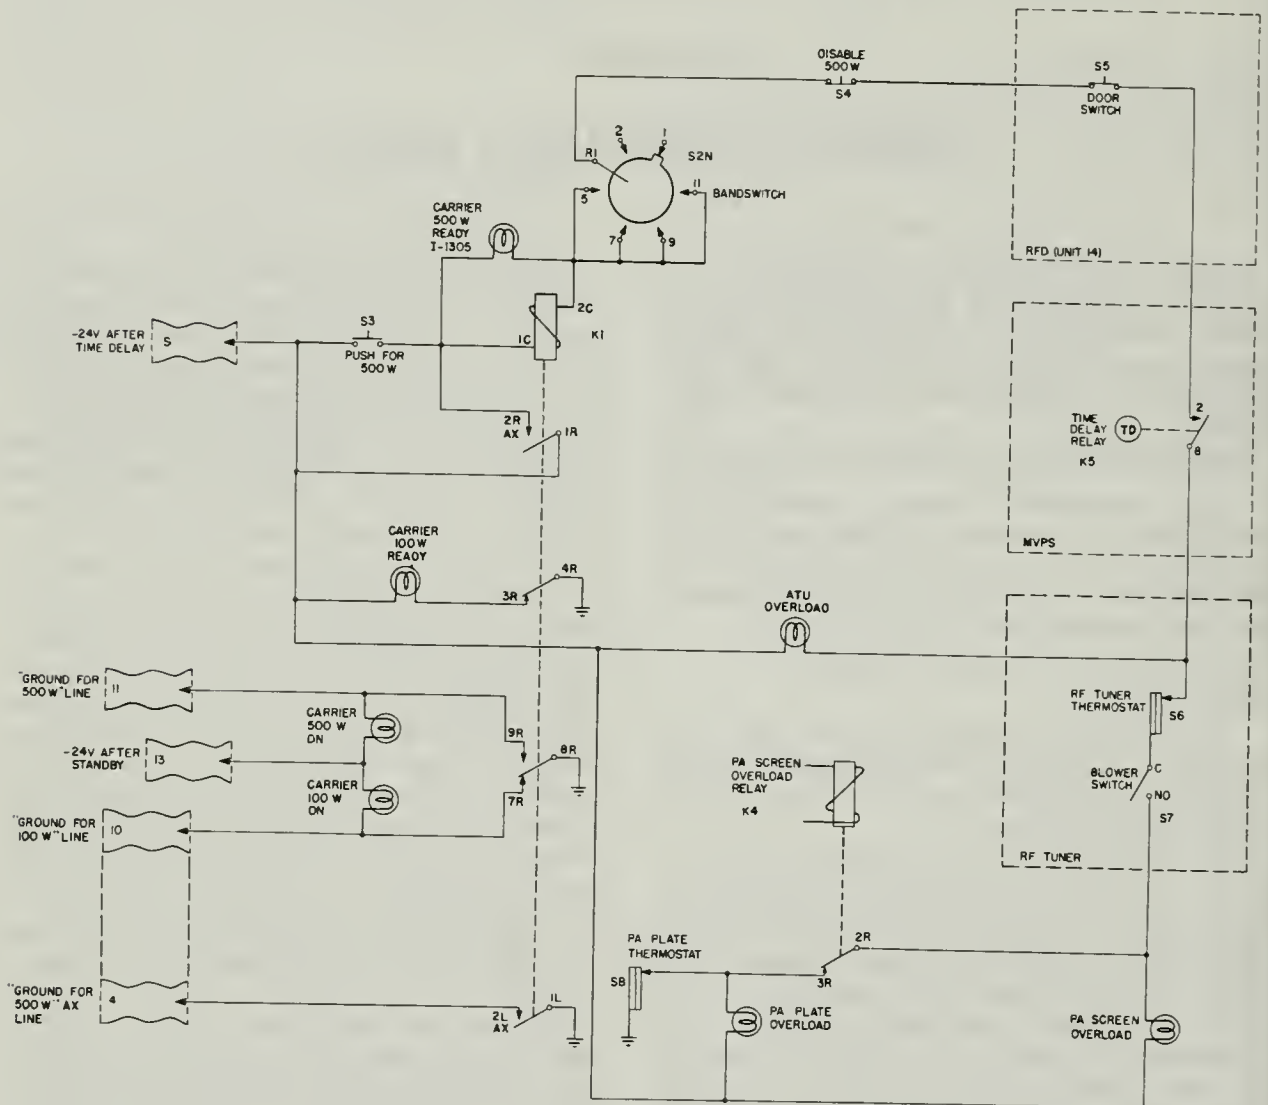 DISABLE
500 W
S4
S5
DOOR
SWITCH
2
1
S2N
R1
5
11
BANDSWITCH
7
9
CARRIER
500 W
READY
I-1305
RFD (UNIT 14)
2C
K1
1C
-24V AFTER
TIME DELAY
S
S3
PUSH FOR
500 W
2R
AX
1R
TIME
DELAY
RELAY
K5
TD
2
8
MVPS
CARRIER
100 W
READY
4R
3R
ATU
OVERLOAD
"GROUND FOR
500 W" LINE
11
CARRIER
500 W
ON
9R
8R
7R
-24V AFTER
STANDBY
13
CARRIER
100 W
ON
"GROUND FOR
100 W" LINE
10
RF TUNER
THERMOSTAT
S6
PA SCREEN
OVERLOAD
RELAY
K4
BLOWER
SWITCH
C
NO
S7
RF TUNER
PA PLATE
THERMOSTAT
S8
2R
3R
"GROUND FOR
500 W" AX
LINE
4
2L
AX
1L
PA PLATE
OVERLOAD
PA SCREEN
OVERLOAD